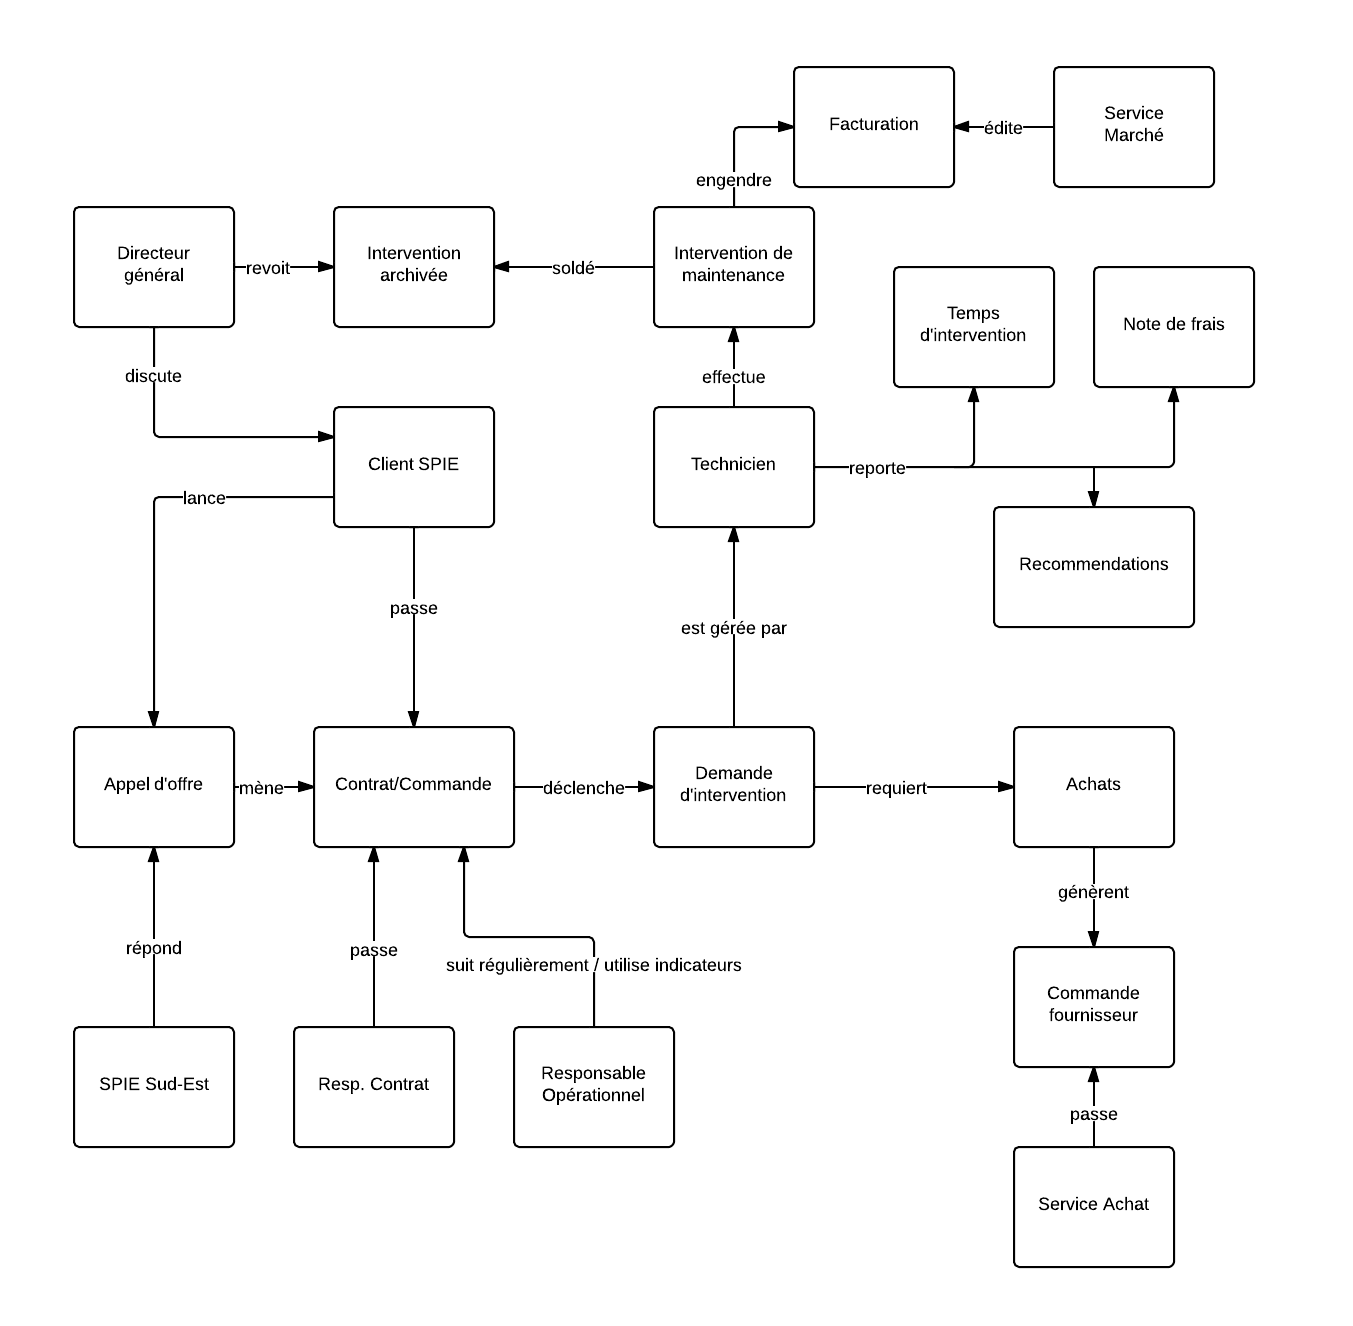 Facturation
édite
Service
Marché
engendre
Directeur
général
revoit
Intervention
archivée
soldé
Intervention de
maintenance
Temps
d'intervention
Note de frais
discute
effectue
Client SPIE
Technicien
reporte
lance
Recommendations
passe
est gérée par
Appel d'offre
mène
Contrat/Commande
déclenche
Demande
d'intervention
requiert
Achats
génèrent
répond
passe
suit régulièrement / utilise indicateurs
Commande
fournisseur
SPIE Sud-Est
Resp. Contrat
Responsable
Opérationnel
passe
Service Achat